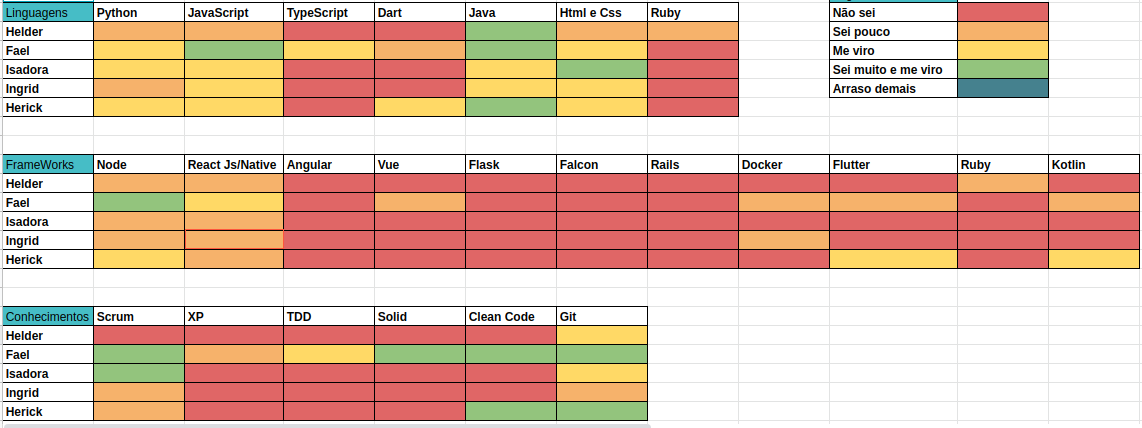 Linguagens Python JavaScript TypeScript Dart Java Html e Css Ruby
Helder
Fael
Isadora
Ingrid
Herick
Não sei
Sei pouco
Me viro
Sei muito e me viro
Arraso demais
FrameWorks Node React Js/Native Angular Vue Flask Falcon Rails Docker Flutter Ruby Kotlin
Helder
Fael
Isadora
Ingrid
Herick
Conhecimentos Scrum XP TDD Solid Clean Code Git
Helder
Fael
Isadora
Ingrid
Herick